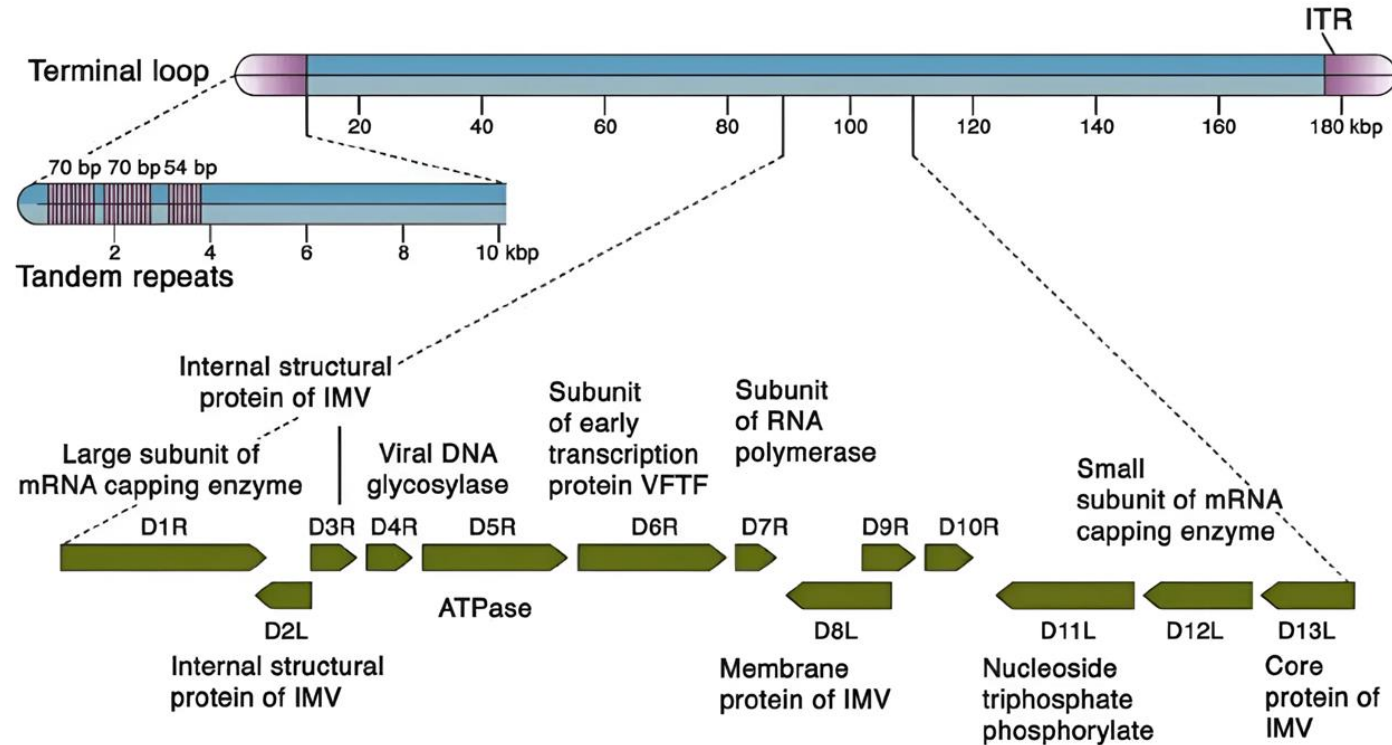 ITR
Terminal loop
20 40 60 80 100 120 140 160 180 kbp
70 bp 70 bp 54 bp
2 4 6 8 10 kbp
Tandem repeats
Internal structural
protein of IMV
Large subunit of
mRNA capping enzyme
Viral DNA
glycosylase
Subunit
of early
transcription
protein VFTF
Subunit
of RNA
polymerase
Small
subunit of mRNA
capping enzyme
D1R D3R D4R D5R D6R D7R D9R D10R
ATPase
D2L D8L D11L D12L D13L
Internal structural
protein of IMV
Membrane
protein of IMV
Nucleoside
triphosphate
phosphorylate
Core
protein of
IMV